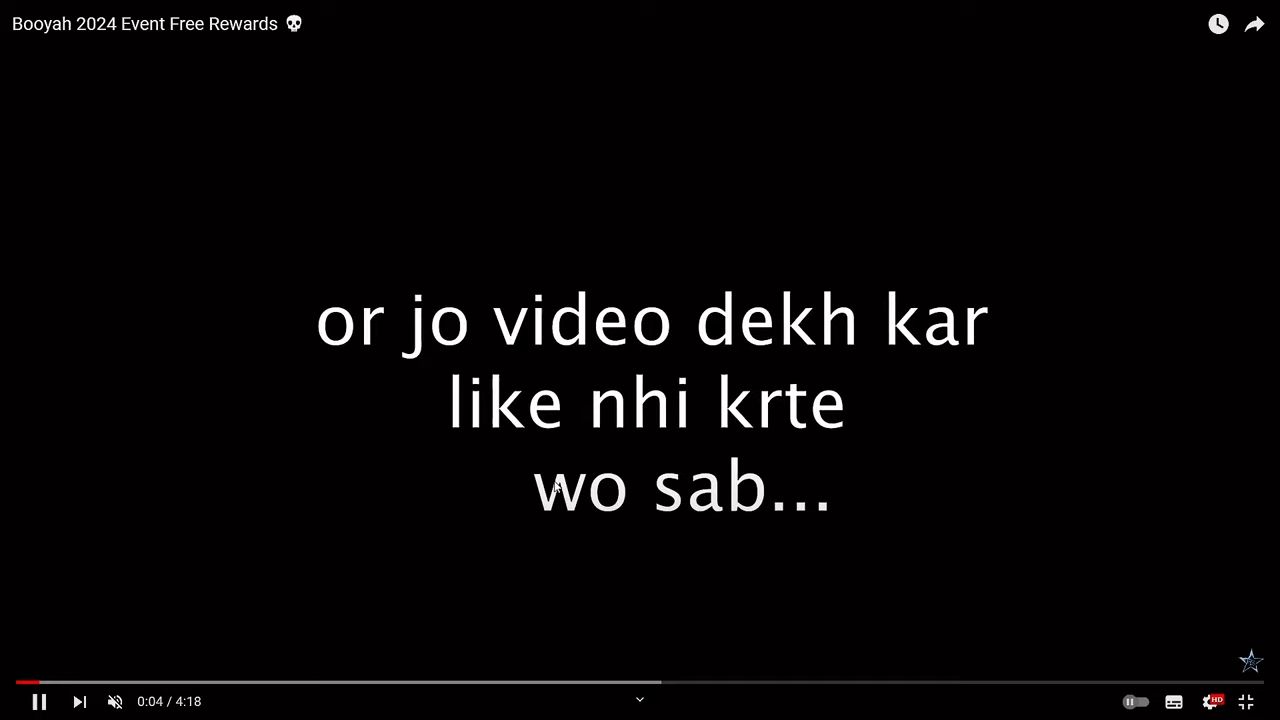 Booyah 2024 Event Free Rewards 💀
or jo video dekh kar
like nhi krte
wo sab...
0:04 / 4:18
HD